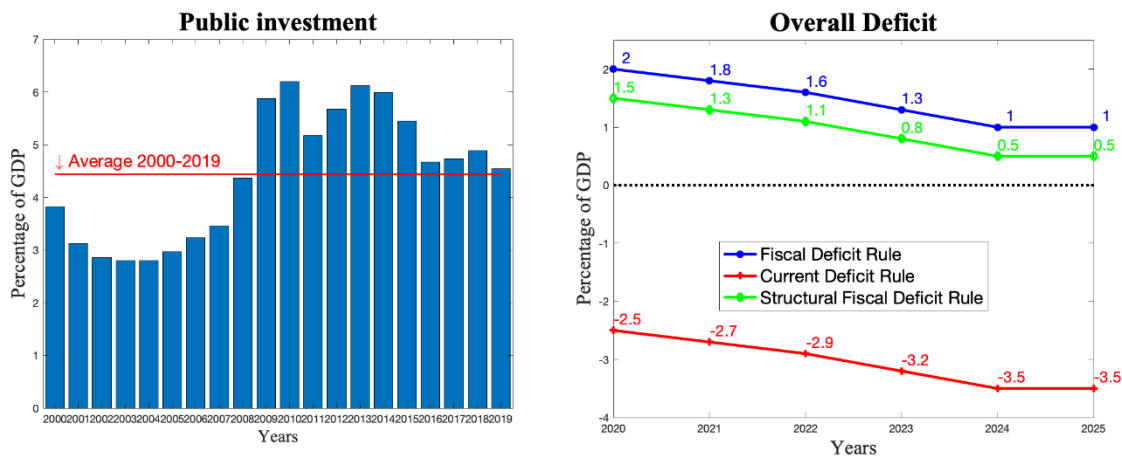 Public investment
Percentage of GDP
7
6
5
4
3
2
1
0
↓ Average 2000-2019
2000 2001 2002 2003 2004 2005 2006 2007 2008 2009 2010 2011 2012 2013 2014 2015 2016 2017 2018 2019
Years
Overall Deficit
Percentage of GDP
2
1
0
-1
-2
-3
-4
2 1.8 1.6 1.3 1 1
1.5 1.3 1.1 0.8 0.5 0.5
Fiscal Deficit Rule
Current Deficit Rule
Structural Fiscal Deficit Rule
-2.5 -2.7 -2.9 -3.2 -3.5 -3.5
2020 2021 2022 2023 2024 2025
Years